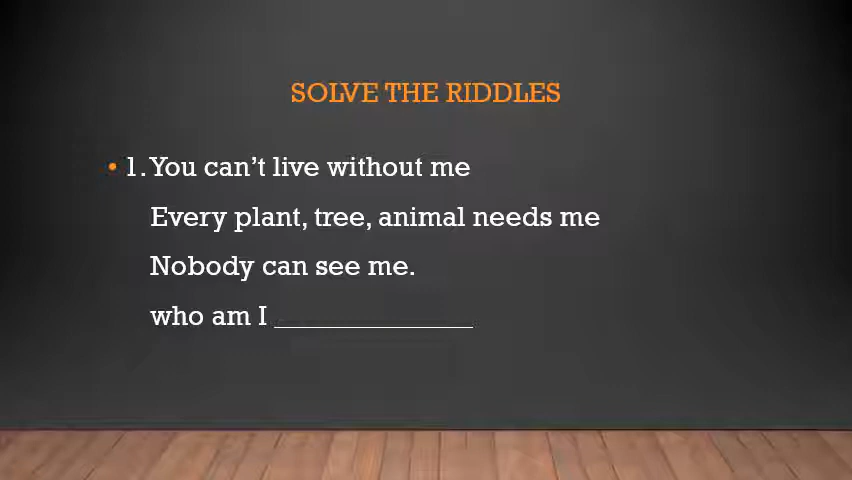 SOLVE THE RIDDLES
• 1. You can't live without me
Every plant, tree, animal needs me
Nobody can see me.
who am I ______________